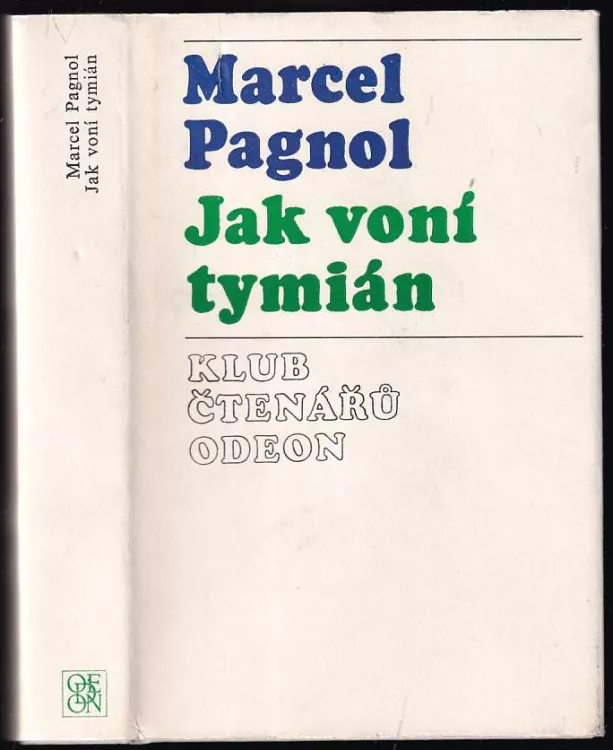 Marcel Pagnol
Jak voní tymián
Marcel
Pagnol
Jak voní
tymián
KLUB
ČTENÁŘŮ
ODEON
ODEON